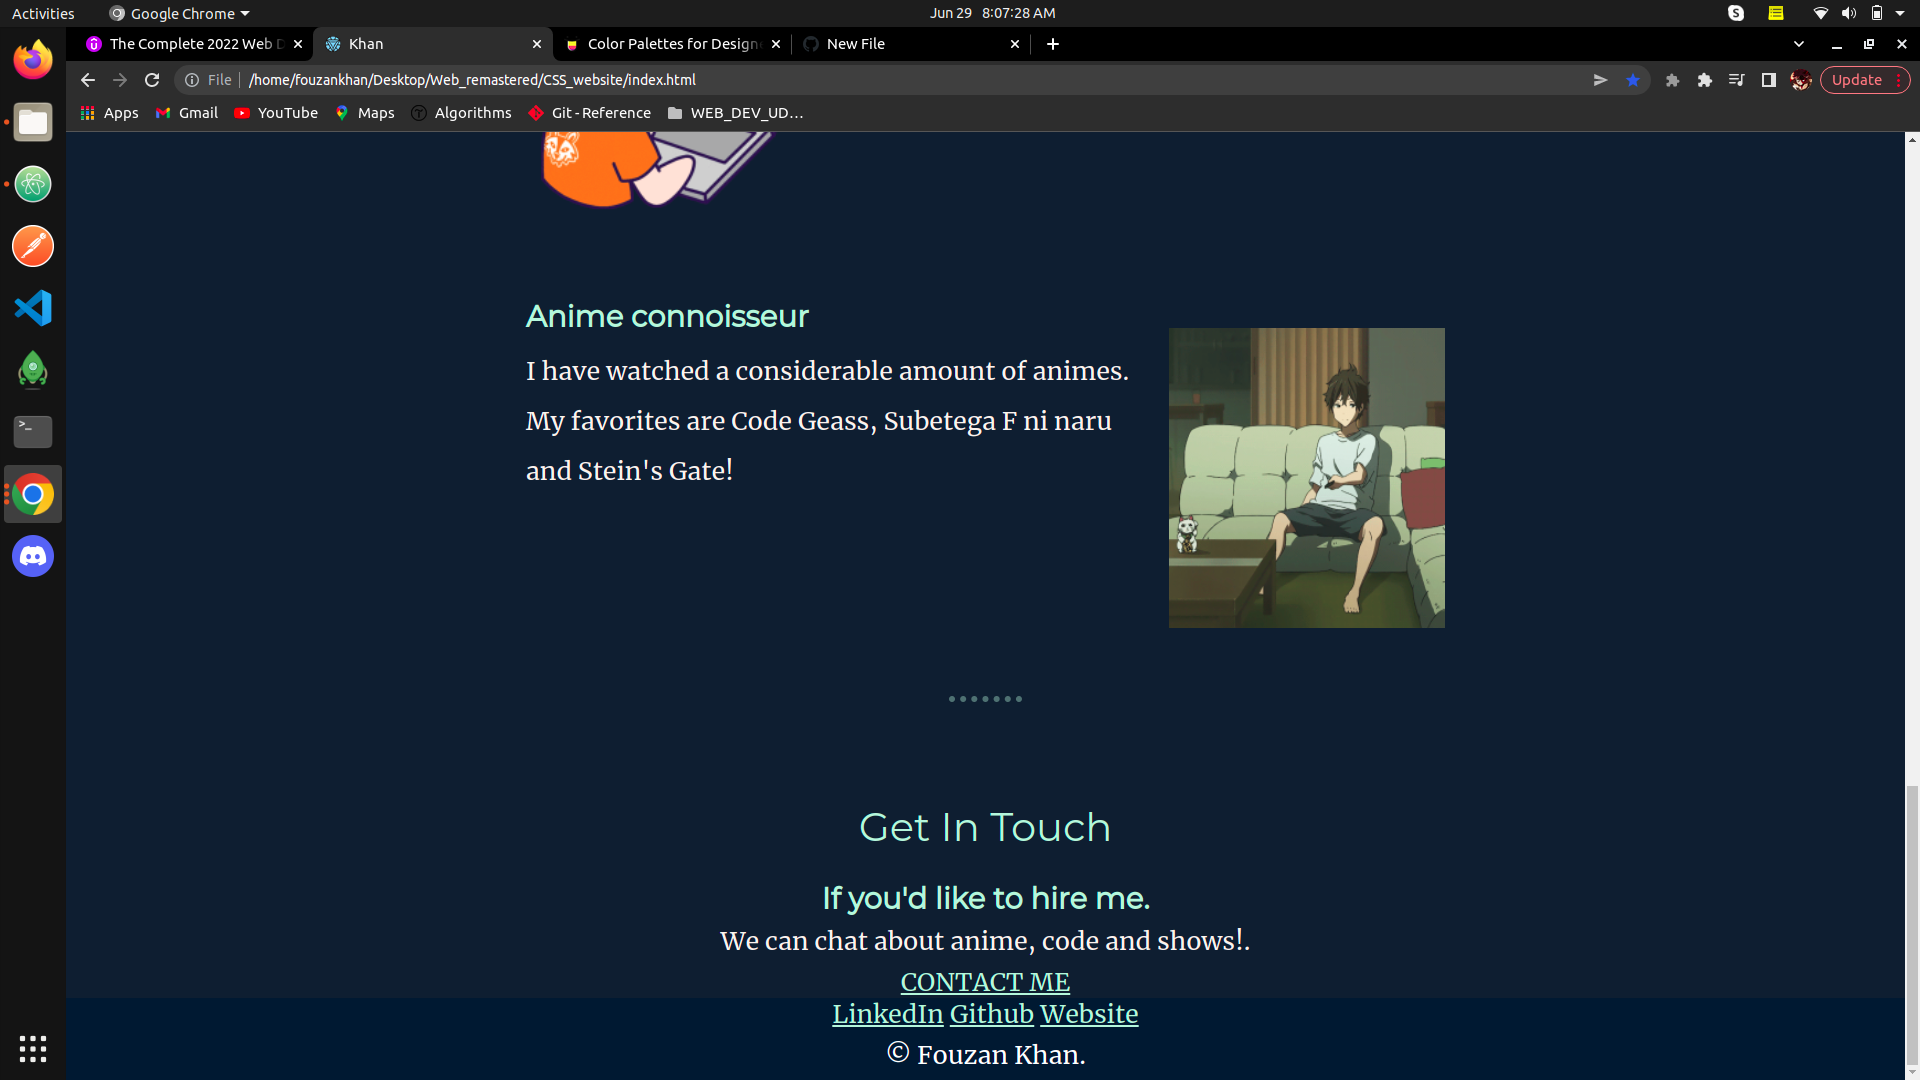 Activities Google Chrome Jun 29 8:07:28 AM
The Complete 2022 Web D Khan Color Palettes for Design New File
File /home/fouzankhan/Desktop/Web_remastered/CSS_website/index.html Update
Apps Gmail YouTube Maps Algorithms Git - Reference WEB_DEV_UD...
Anime connoisseur
I have watched a considerable amount of animes.
My favorites are Code Geass, Subetega F ni naru
and Stein's Gate!
Get In Touch
If you'd like to hire me.
We can chat about anime, code and shows!.
CONTACT ME
LinkedIn Github Website
© Fouzan Khan.